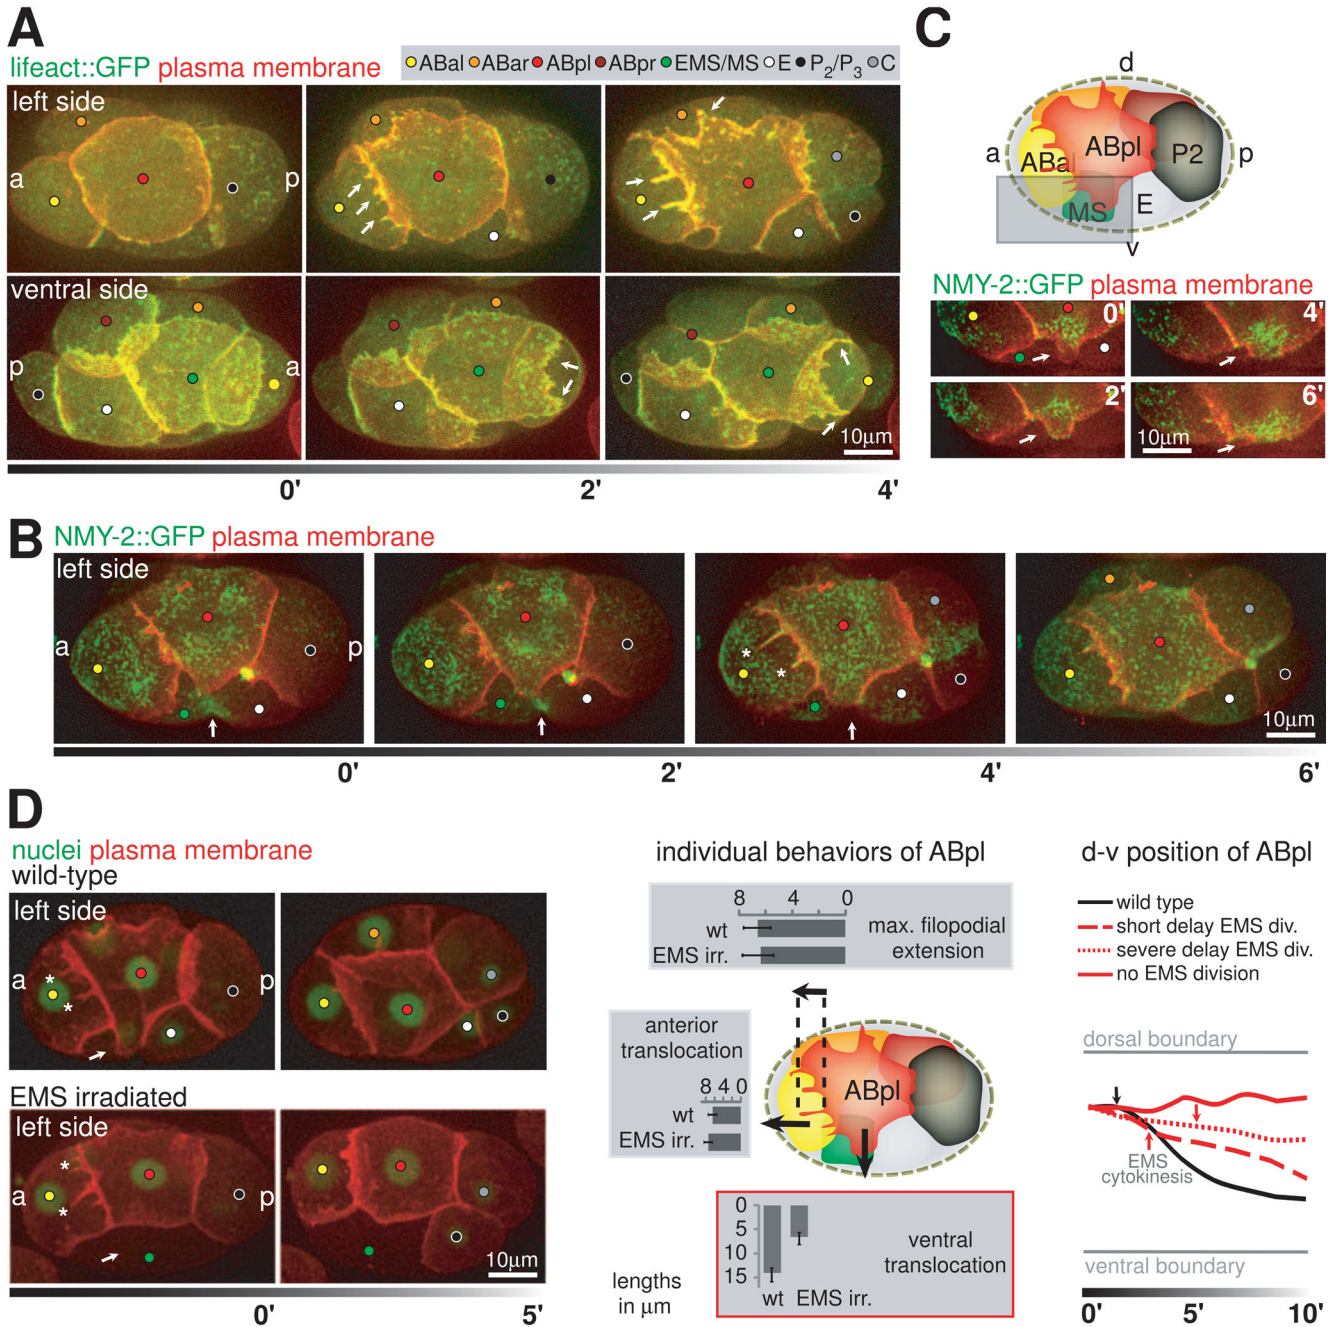 A
lifeact::GFP plasma membrane
ABal ABar ABpl ABpr EMS/MS E P2/P3 C
left side
a
p
ventral side
p
a
10μm
0' 2' 4'
B
NMY-2::GFP plasma membrane
left side
a
p
10μm
0' 2' 4' 6'
C
d
a
ABal
ABpl
P2
p
MS
E
v
NMY-2::GFP plasma membrane
0'
4'
2'
6'
10μm
D
nuclei plasma membrane
wild-type
left side
a
p
* *
EMS irradiated
left side
a
p
* *
10μm
0' 5'
individual behaviors of ABpl
8 4 0
wt
EMS irr.
max. filopodial
extension
anterior
translocation
8 4 0
wt
EMS irr.
ABpl
0
5
10
15
wt EMS irr.
ventral
translocation
lengths
in μm
d-v position of ABpl
wild type
short delay EMS div.
severe delay EMS div.
no EMS division
dorsal boundary
EMS
cytokinesis
ventral boundary
0' 5' 10'